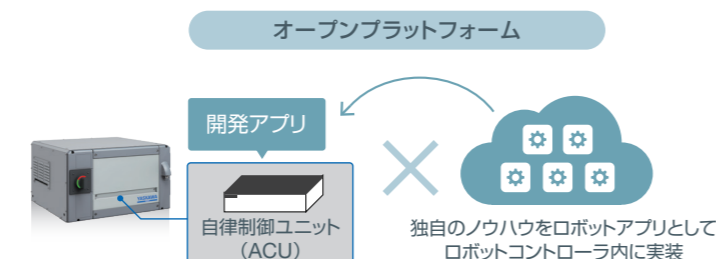 オープンプラットフォーム
開発アプリ
自律制御ユニット
(ACU)
独自のノウハウをロボットアプリとして
ロボットコントローラ内に実装